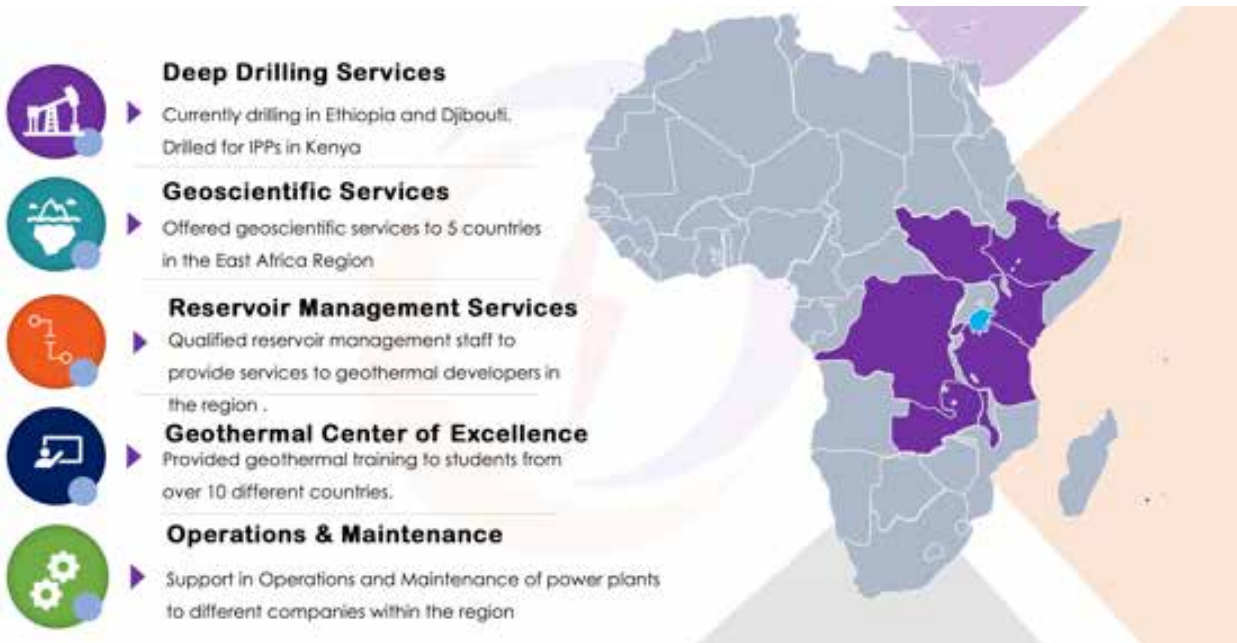 Deep Drilling Services
Currently drilling in Ethiopia and Djibouti.
Drilled for IPPs in Kenya
Geoscientific Services
Offered geoscientific services to 5 countries
in the East Africa Region
Reservoir Management Services
Qualified reservoir management staff to
provide services to geothermal developers in
the region .
Geothermal Center of Excellence
Provided geothermal training to students from
over 10 different countries.
Operations & Maintenance
Support in Operations and Maintenance of power plants
to different companies within the region